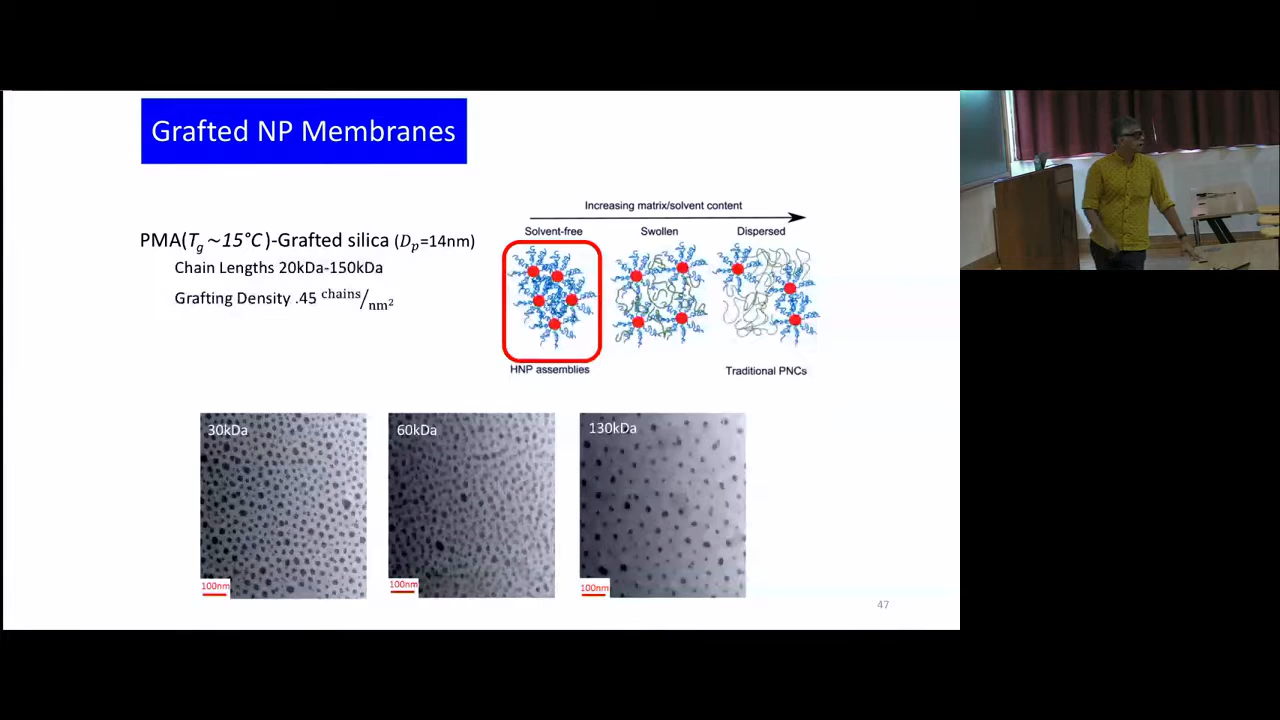 Grafted NP Membranes
Increasing matrix/solvent content
Solvent-free Swollen Dispersed
PMA(Tg~15°C)-Grafted silica (Dp=14nm)
Chain Lengths 20kDa-150kDa
Grafting Density .45 chains/nm²
HNP assemblies Traditional PNCs
30kDa 60kDa 130kDa
100nm 100nm 100nm
47